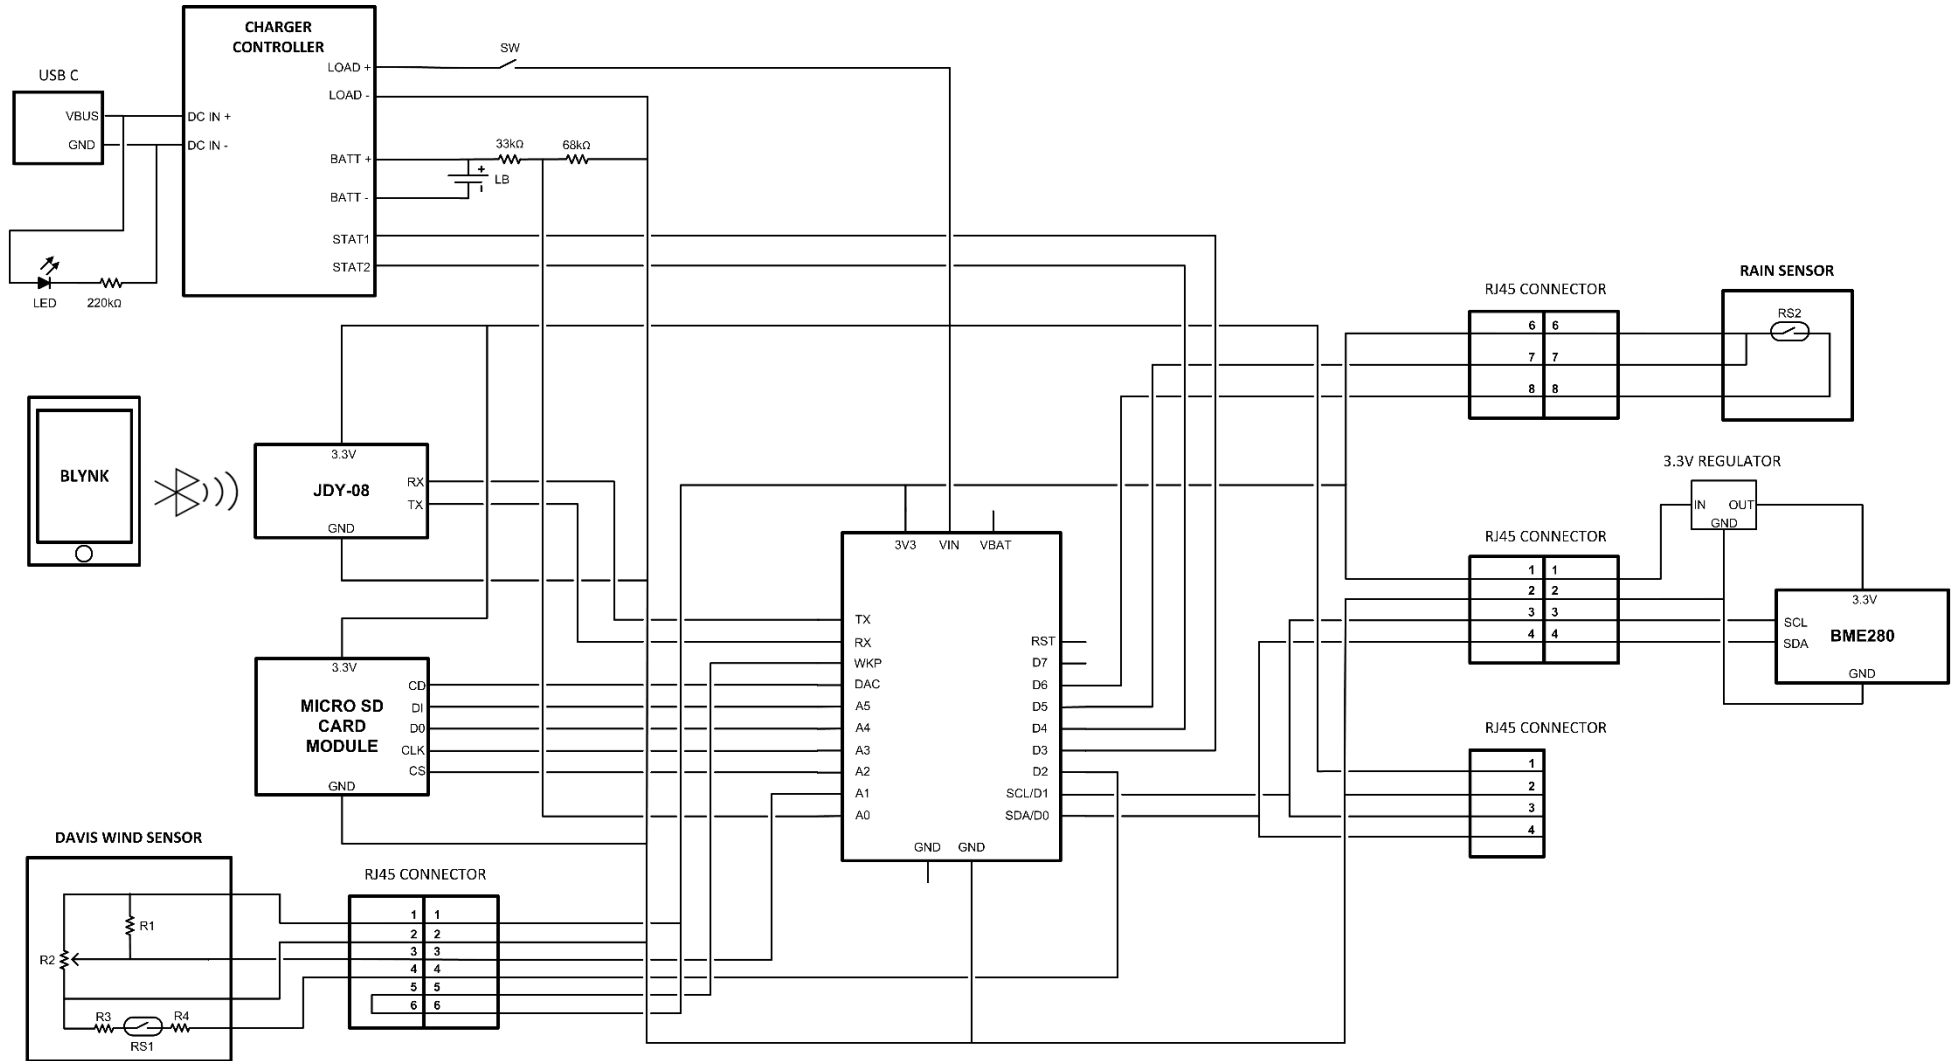 CHARGER
CONTROLLER
USB C
VBUS
GND
DC IN +
DC IN -
LOAD +
LOAD -
BATT +
BATT -
STAT1
STAT2
SW
33kΩ
68kΩ
+
LB
LED
220kΩ
BLYNK
3.3V
JDY-08
RX
TX
GND
3.3V
MICRO SD
CARD
MODULE
CD
DI
D0
CLK
CS
GND
DAVIS WIND SENSOR
R1
R2
R3
RS1
R4
RJ45 CONNECTOR
1 1
2 2
3 3
4 4
5 5
6 6
3V3 VIN VBAT
TX
RX
WKP
DAC
A5
A4
A3
A2
A1
A0
RST
D7
D6
D5
D4
D3
D2
SCL/D1
SDA/D0
GND GND
RJ45 CONNECTOR
6 6
7 7
8 8
RAIN SENSOR
RS2
3.3V REGULATOR
IN OUT
GND
RJ45 CONNECTOR
1 1
2 2
3 3
4 4
3.3V
SCL
SDA
BME280
GND
RJ45 CONNECTOR
1
2
3
4